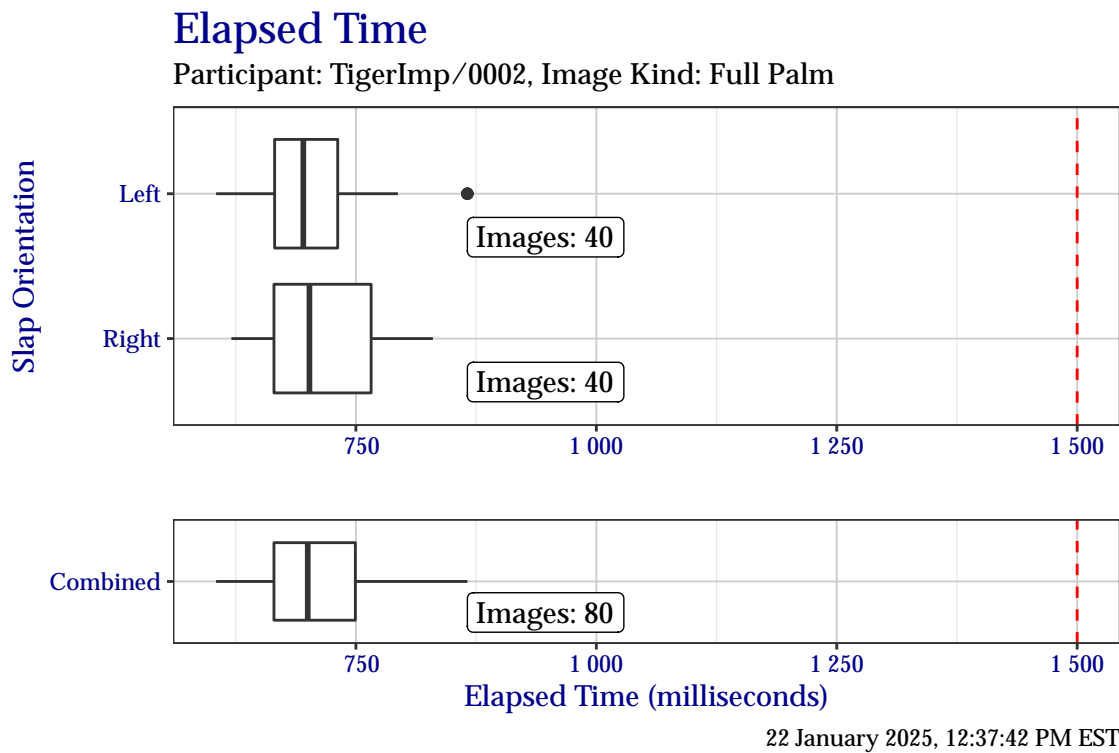 Elapsed Time
Participant: TigerImp/0002, Image Kind: Full Palm
Slap Orientation
Left
Images: 40
Right
Images: 40
750 1 000 1 250 1 500
Combined
Images: 80
750 1 000 1 250 1 500
Elapsed Time (milliseconds)
22 January 2025, 12:37:42 PM EST